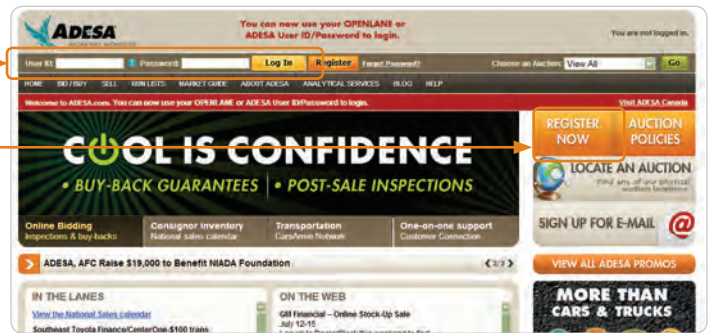 ADESA
You can now use your OPENLANE or
ADESA User ID/Password to login.
You are not logged in.
User ID:
Password:
Log In
Register
Forgot Password?
Choose an Auction:
View All
Go
HOME BID / BUY SELL RUN LISTS MARKET GUIDE ABOUT ADESA ANALYTICAL SERVICES BLOG HELP
Welcome to ADESA.com. You can now use your OPENLANE or ADESA User ID/Password to login.
Visit ADESA Canada
COOL IS CONFIDENCE
• BUY-BACK GUARANTEES • POST-SALE INSPECTIONS
REGISTER NOW
AUCTION POLICIES
LOCATE AN AUCTION
Find any of our physical
auction locations
SIGN UP FOR E-MAIL @
Online Bidding
Inspections & buy-backs
Consignor Inventory
National sales calendar
Transportation
CarsArrive Network
One-on-one support
Customer Connection
ADESA, AFC Raise $19,000 to Benefit NIADA Foundation
VIEW ALL ADESA PROMOS
IN THE LANES
View the National Sales calendar
Southeast Toyota Finance/CenterOne-$100 trans
ON THE WEB
GM Financial – Online Stock-Up Sale
July 12-15
MORE THAN
CARS & TRUCKS